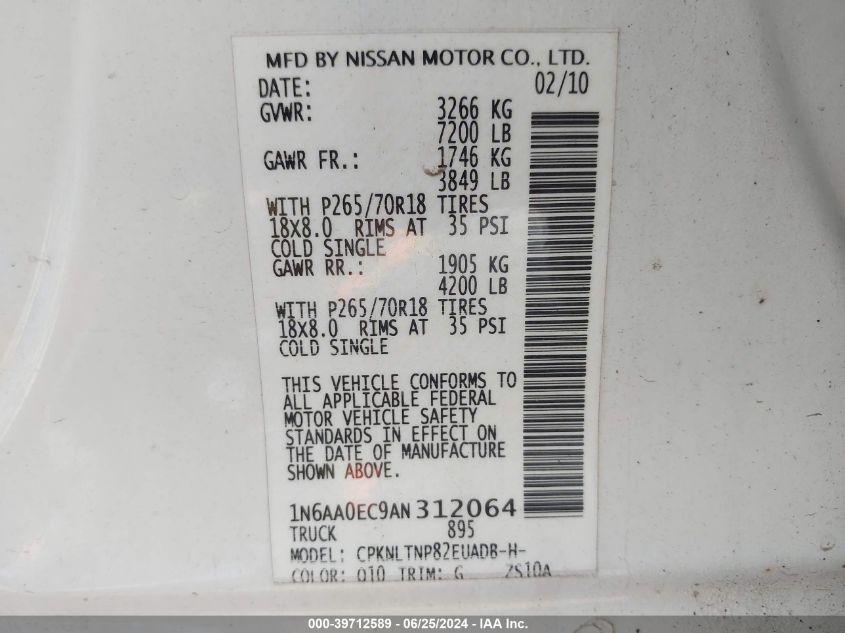 MFD BY NISSAN MOTOR CO., LTD.
DATE: 02/10
GVWR: 3266 KG
7200 LB
GAWR FR.: 1746 KG
3849 LB
WITH P265/70R18 TIRES
18X8.0 RIMS AT 35 PSI
COLD SINGLE
GAWR RR.: 1905 KG
4200 LB
WITH P265/70R18 TIRES
18X8.0 RIMS AT 35 PSI
COLD SINGLE
THIS VEHICLE CONFORMS TO
ALL APPLICABLE FEDERAL
MOTOR VEHICLE SAFETY
STANDARDS IN EFFECT ON
THE DATE OF MANUFACTURE
SHOWN ABOVE.
1N6AA0EC9AN312064
TRUCK 895
MODEL: CPKNLTNP82EUADB-H-
COLOR: Q10 TRIM: G ZS10A
000-39712589 - 06/25/2024 - IAA Inc.